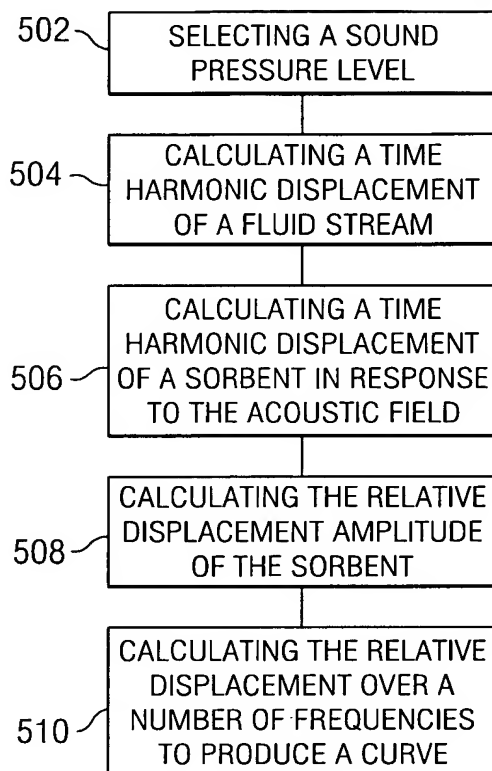 502
SELECTING A SOUND
PRESSURE LEVEL
504
CALCULATING A TIME
HARMONIC DISPLACEMENT
OF A FLUID STREAM
506
CALCULATING A TIME
HARMONIC DISPLACEMENT
OF A SORBENT IN RESPONSE
TO THE ACOUSTIC FIELD
508
CALCULATING THE RELATIVE
DISPLACEMENT AMPLITUDE
OF THE SORBENT
510
CALCULATING THE RELATIVE
DISPLACEMENT OVER A
NUMBER OF FREQUENCIES
TO PRODUCE A CURVE